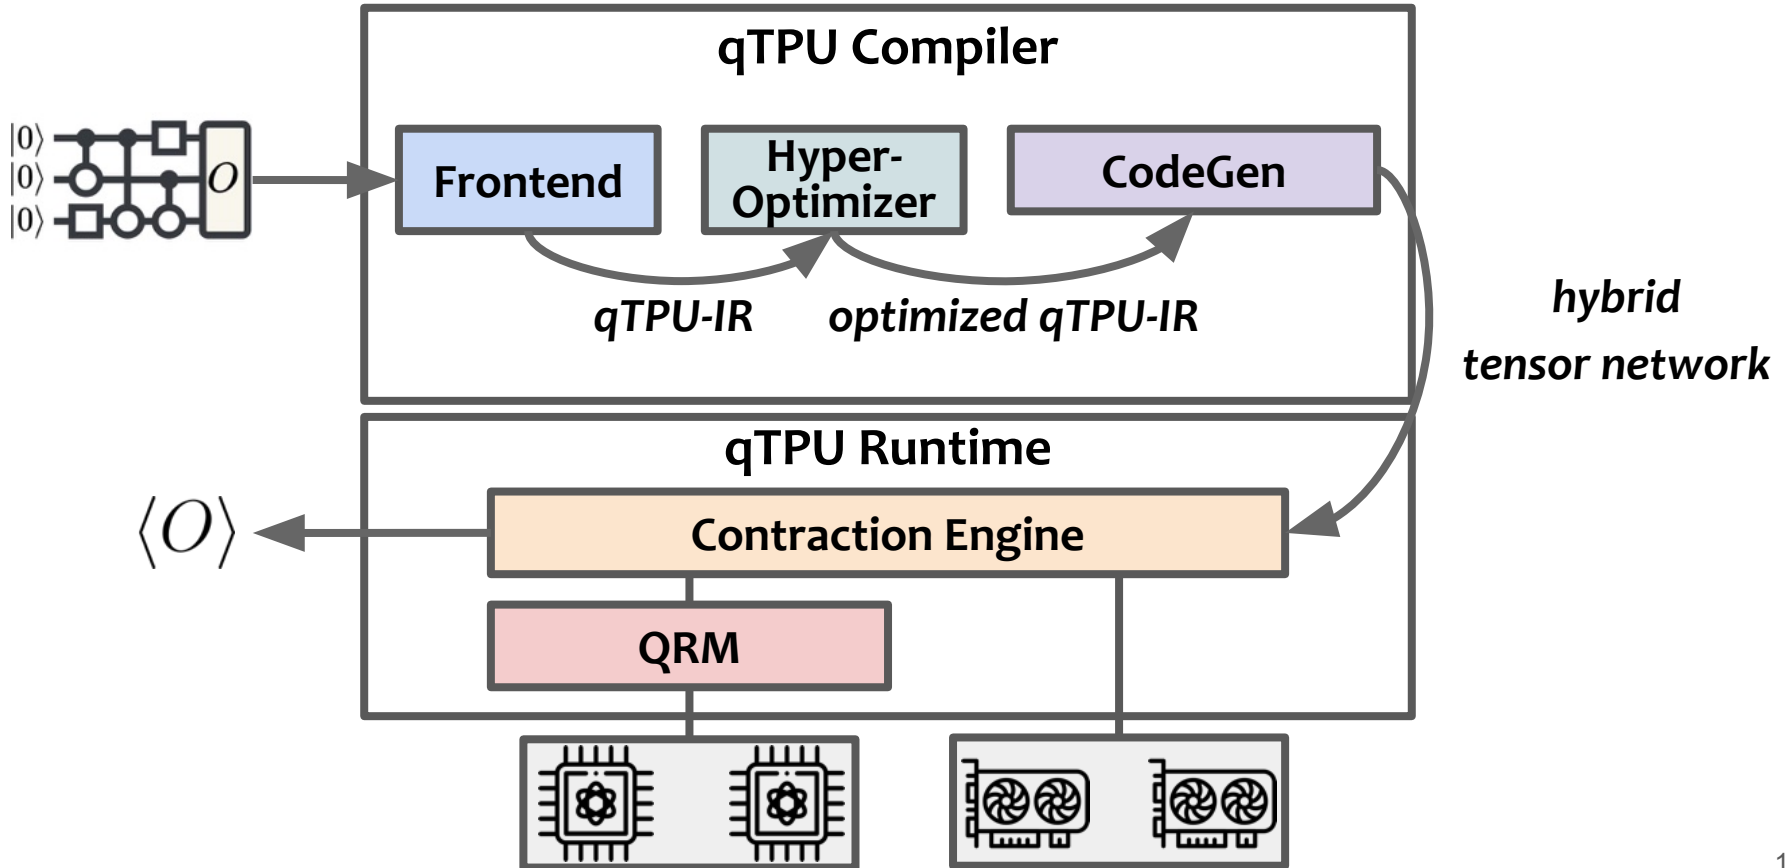 qTPU Compiler
|0⟩
|0⟩
|0⟩
O
Frontend
Hyper-
Optimizer
CodeGen
qTPU-IR
optimized qTPU-IR
hybrid
tensor network
qTPU Runtime
⟨O⟩
Contraction Engine
QRM
1